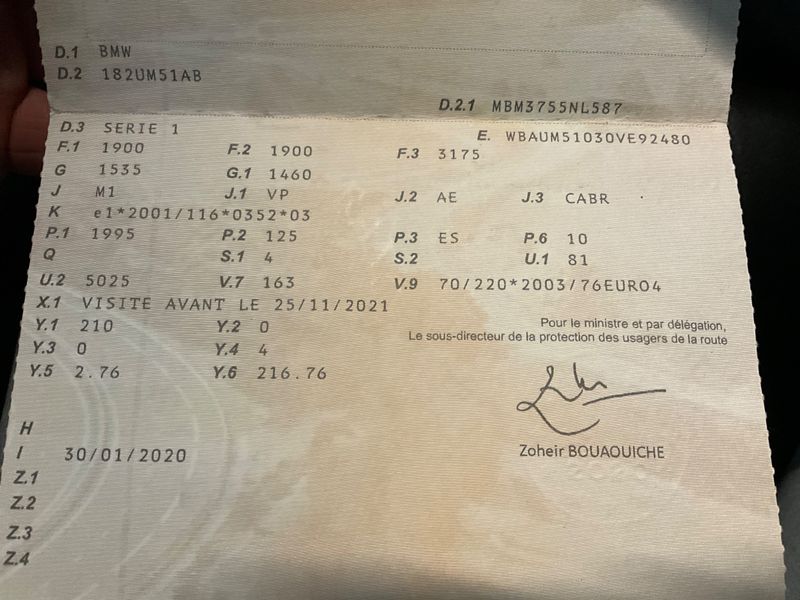 D.1 BMW
D.2 182UM51AB
D.2.1 MBM3755NL587
D.3 SERIE 1
E. WBAUM51030VE92480
F.1 1900 F.2 1900 F.3 3175
G 1535 G.1 1460
J M1 J.1 VP J.2 AE J.3 CABR
K e1*2001/116*0352*03
P.1 1995 P.2 125 P.3 ES P.6 10
Q S.1 4 S.2 U.1 81
U.2 5025 V.7 163 V.9 70/220*2003/76EURO4
X.1 VISITE AVANT LE 25/11/2021
Y.1 210 Y.2 0
Y.3 0 Y.4 4
Y.5 2.76 Y.6 216.76
Pour le ministre et par délégation,
Le sous-directeur de la protection des usagers de la route
Zoheir BOUAOUICHE
H
I 30/01/2020
Z.1
Z.2
Z.3
Z.4